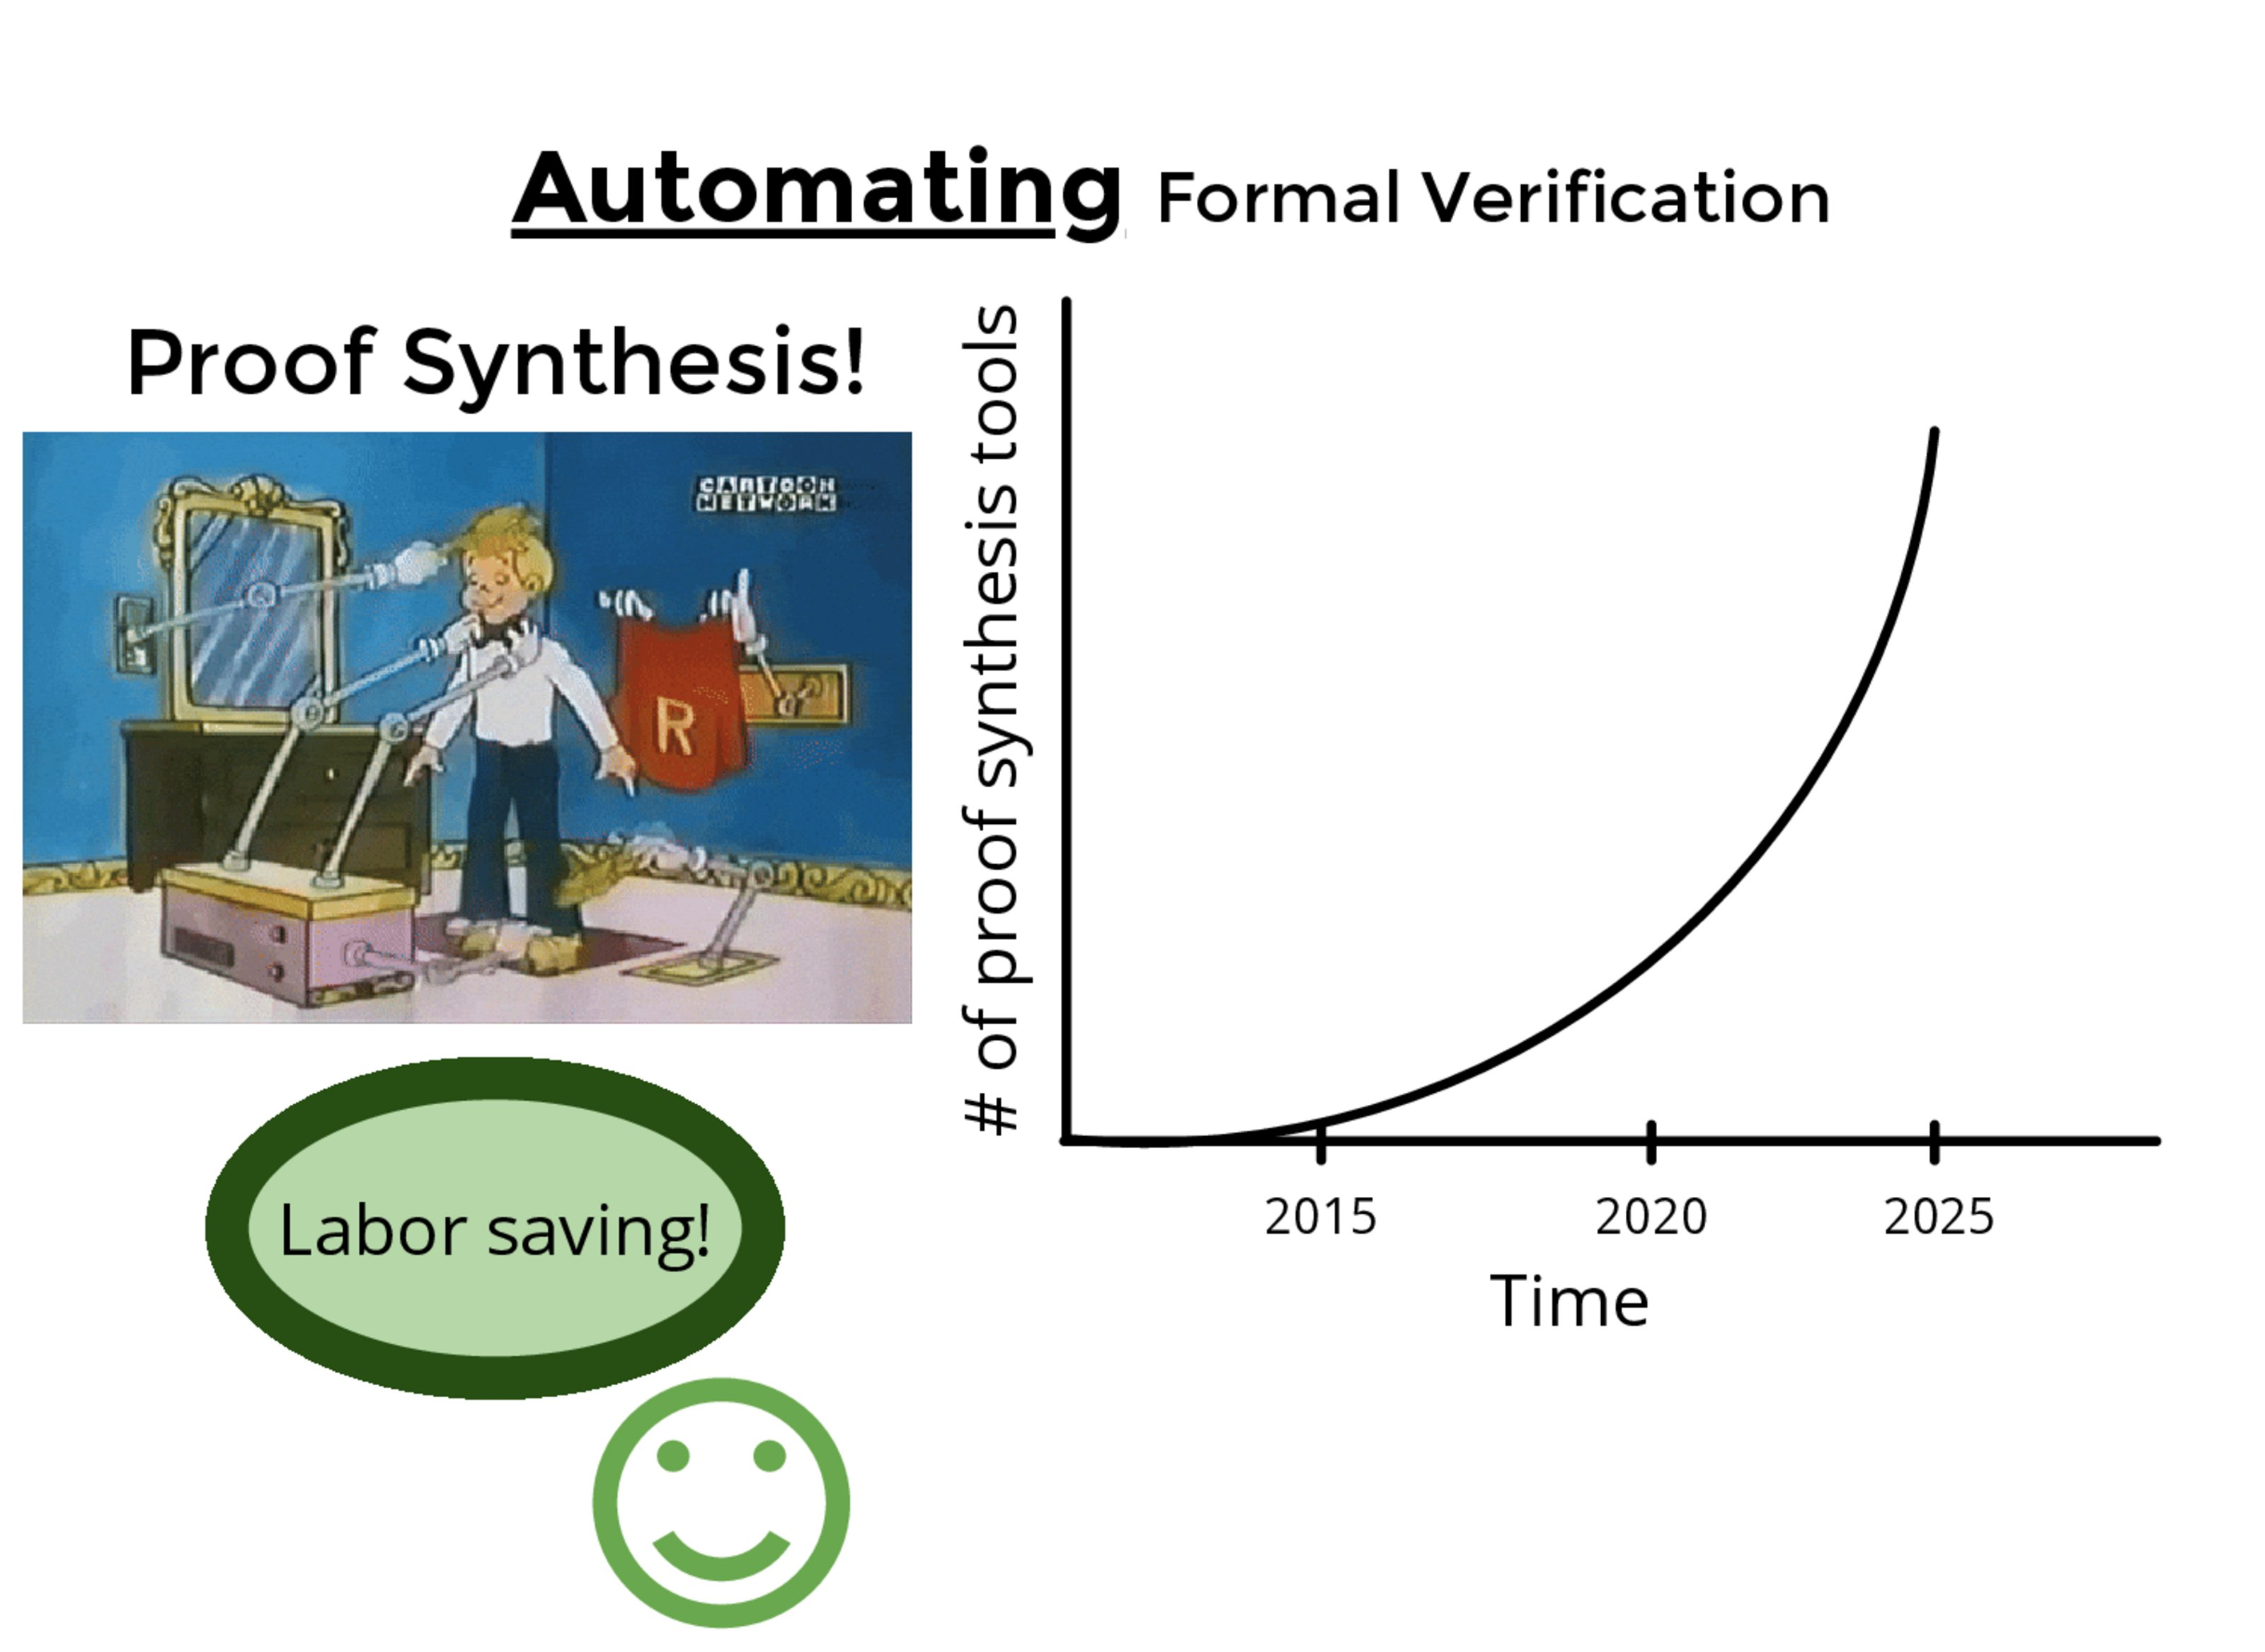 Automating Formal Verification
Proof Synthesis!
CARTOON
NETWORK
R
Labor saving!
# of proof synthesis tools
2015 2020 2025
Time